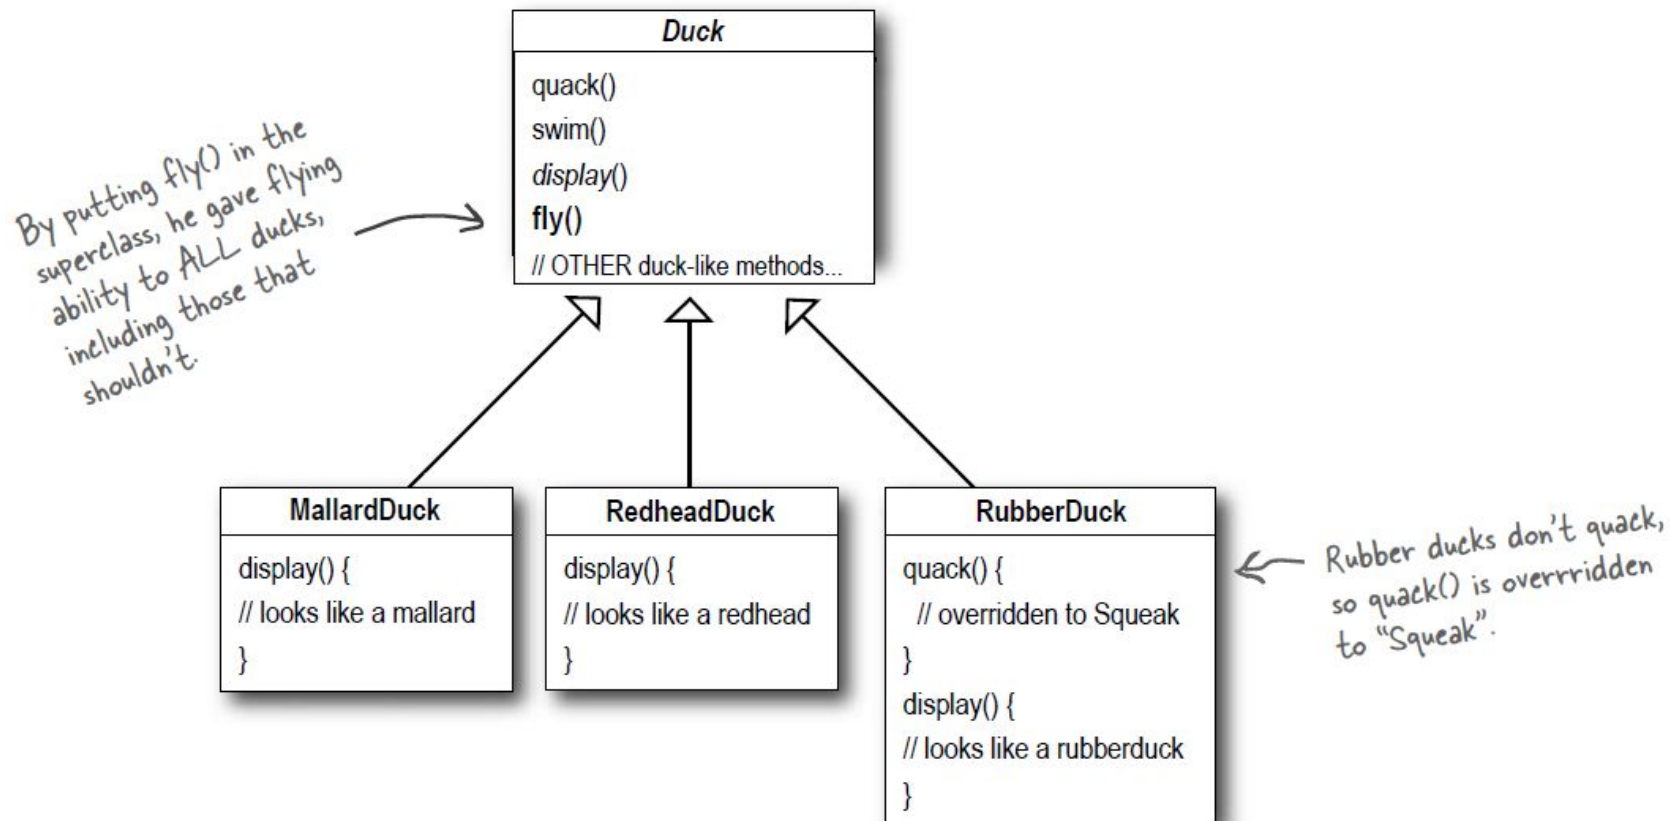 Duck
quack()
swim()
display()
fly()
// OTHER duck-like methods...
By putting fly() in the
superclass, he gave flying
ability to ALL ducks,
including those that
shouldn't.
MallardDuck
display() {
// looks like a mallard
}
RedheadDuck
display() {
// looks like a redhead
}
RubberDuck
quack() {
// overridden to Squeak
}
display() {
// looks like a rubberduck
}
Rubber ducks don't quack,
so quack() is overrridden
to "Squeak".